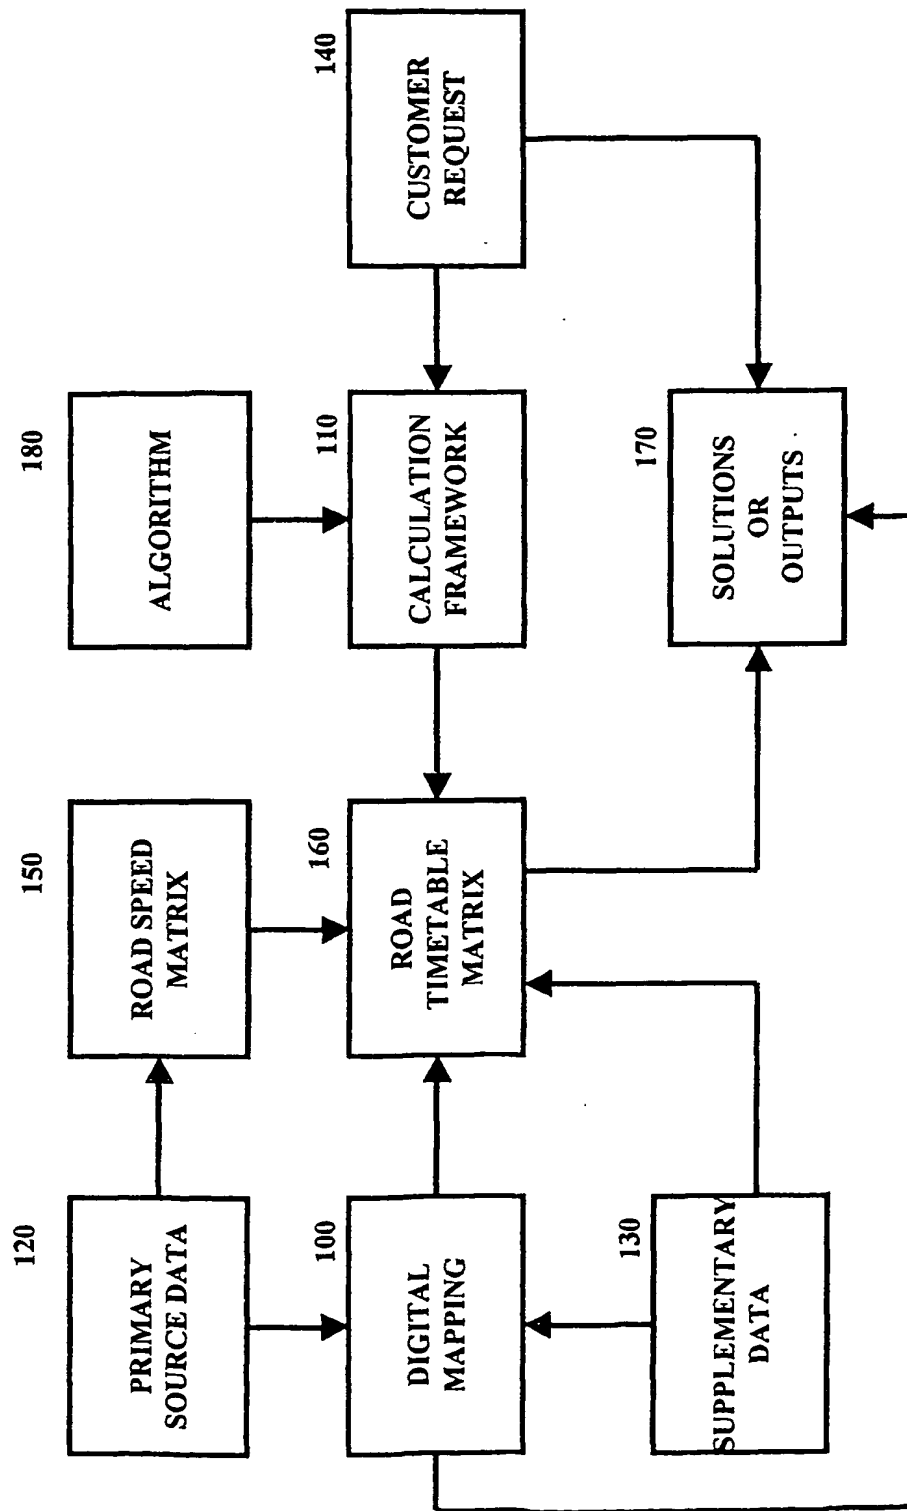 120
PRIMARY
SOURCE DATA
150
ROAD SPEED
MATRIX
180
ALGORITHM
100
DIGITAL
MAPPING
160
ROAD
TIMETABLE
MATRIX
110
CALCULATION
FRAMEWORK
140
CUSTOMER
REQUEST
130
SUPPLEMENTARY
DATA
170
SOLUTIONS
OR
OUTPUTS